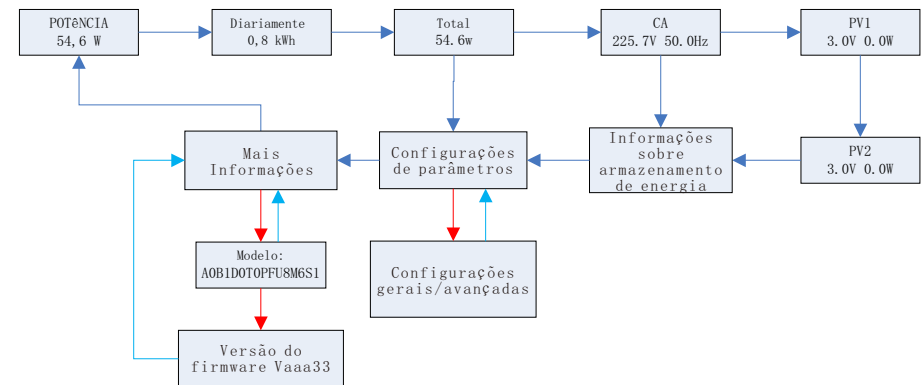 POTêNCIA
54,6 W
Diariamente
0,8 kWh
Total
54.6w
CA
225.7V 50.0Hz
PV1
3.0V 0.0W
Mais
Informações
Configurações
de parâmetros
Informações
sobre
armazenamento
de energia
PV2
3.0V 0.0W
Modelo:
A0B1D0T0PFU8M6S1
Configurações
gerais/avançadas
Versão do
firmware Vaaa33